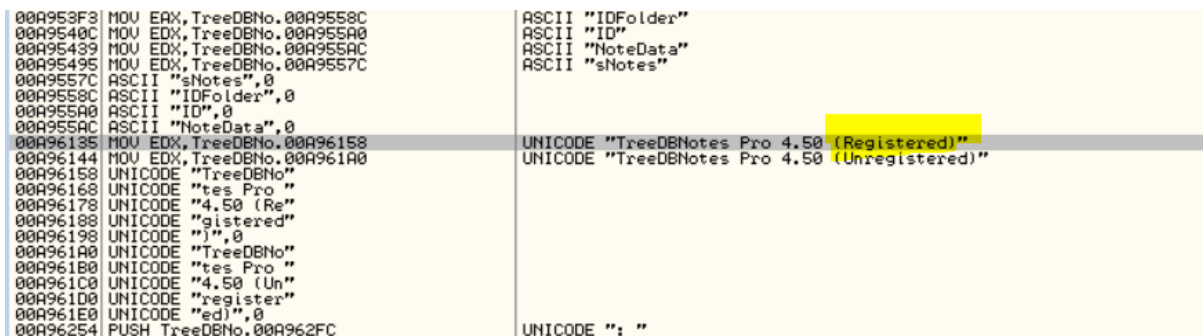 00A953F3 MOV EAX,TreeDBNo.00A9558C ASCII "IDFolder"
00A9540C MOV EDX,TreeDBNo.00A955A0 ASCII "ID"
00A95439 MOV EDX,TreeDBNo.00A955AC ASCII "NoteData"
00A95495 MOV EDX,TreeDBNo.00A9557C ASCII "sNotes"
00A9557C ASCII "sNotes",0
00A9558C ASCII "IDFolder",0
00A955A0 ASCII "ID",0
00A955AC ASCII "NoteData",0
00A96135 MOV EDX,TreeDBNo.00A96158 UNICODE "TreeDBNotes Pro 4.50 (Registered)"
00A96144 MOV EDX,TreeDBNo.00A961A0 UNICODE "TreeDBNotes Pro 4.50 (Unregistered)"
00A96158 UNICODE "TreeDBNo"
00A96168 UNICODE "tes Pro "
00A96178 UNICODE "4.50 (Re"
00A96188 UNICODE "gistered"
00A96198 UNICODE ")",0
00A961A0 UNICODE "TreeDBNo"
00A961B0 UNICODE "tes Pro "
00A961C0 UNICODE "4.50 (Un"
00A961D0 UNICODE "register"
00A961E0 UNICODE "ed)",0
00A96254 PUSH TreeDBNo.00A962FC UNICODE ": "